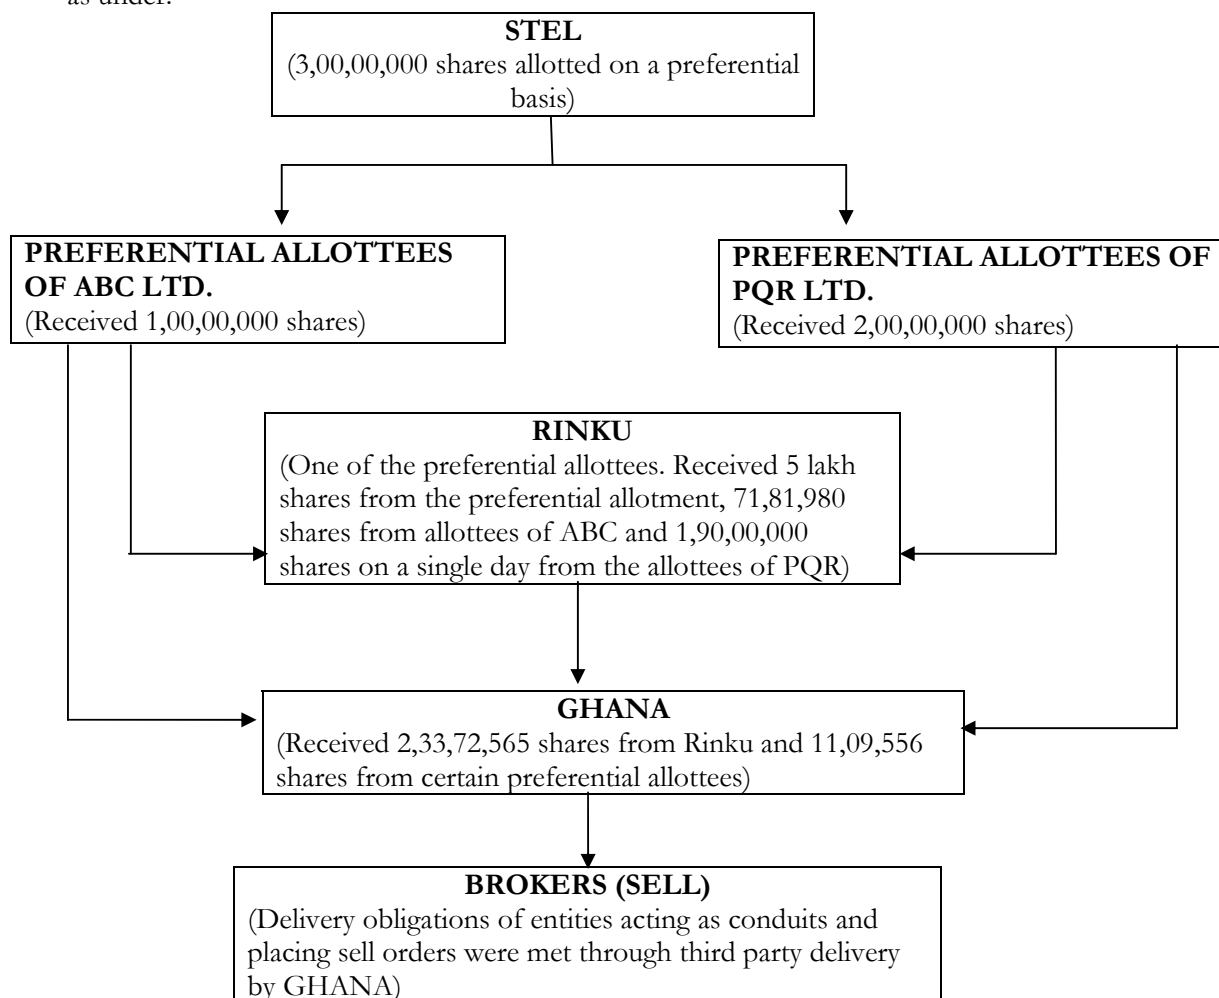 as under:
STEL
(3,00,00,000 shares allotted on a preferential
basis)
PREFERENTIAL ALLOTTEES
OF ABC LTD.
(Received 1,00,00,000 shares)
PREFERENTIAL ALLOTTEES OF
PQR LTD.
(Received 2,00,00,000 shares)
RINKU
(One of the preferential allottees. Received 5 lakh
shares from the preferential allotment, 71,81,980
shares from allottees of ABC and 1,90,00,000
shares on a single day from the allottees of PQR)
GHANA
(Received 2,33,72,565 shares from Rinku and 11,09,556
shares from certain preferential allottees)
BROKERS (SELL)
(Delivery obligations of entities acting as conduits and
placing sell orders were met through third party delivery
by GHANA)